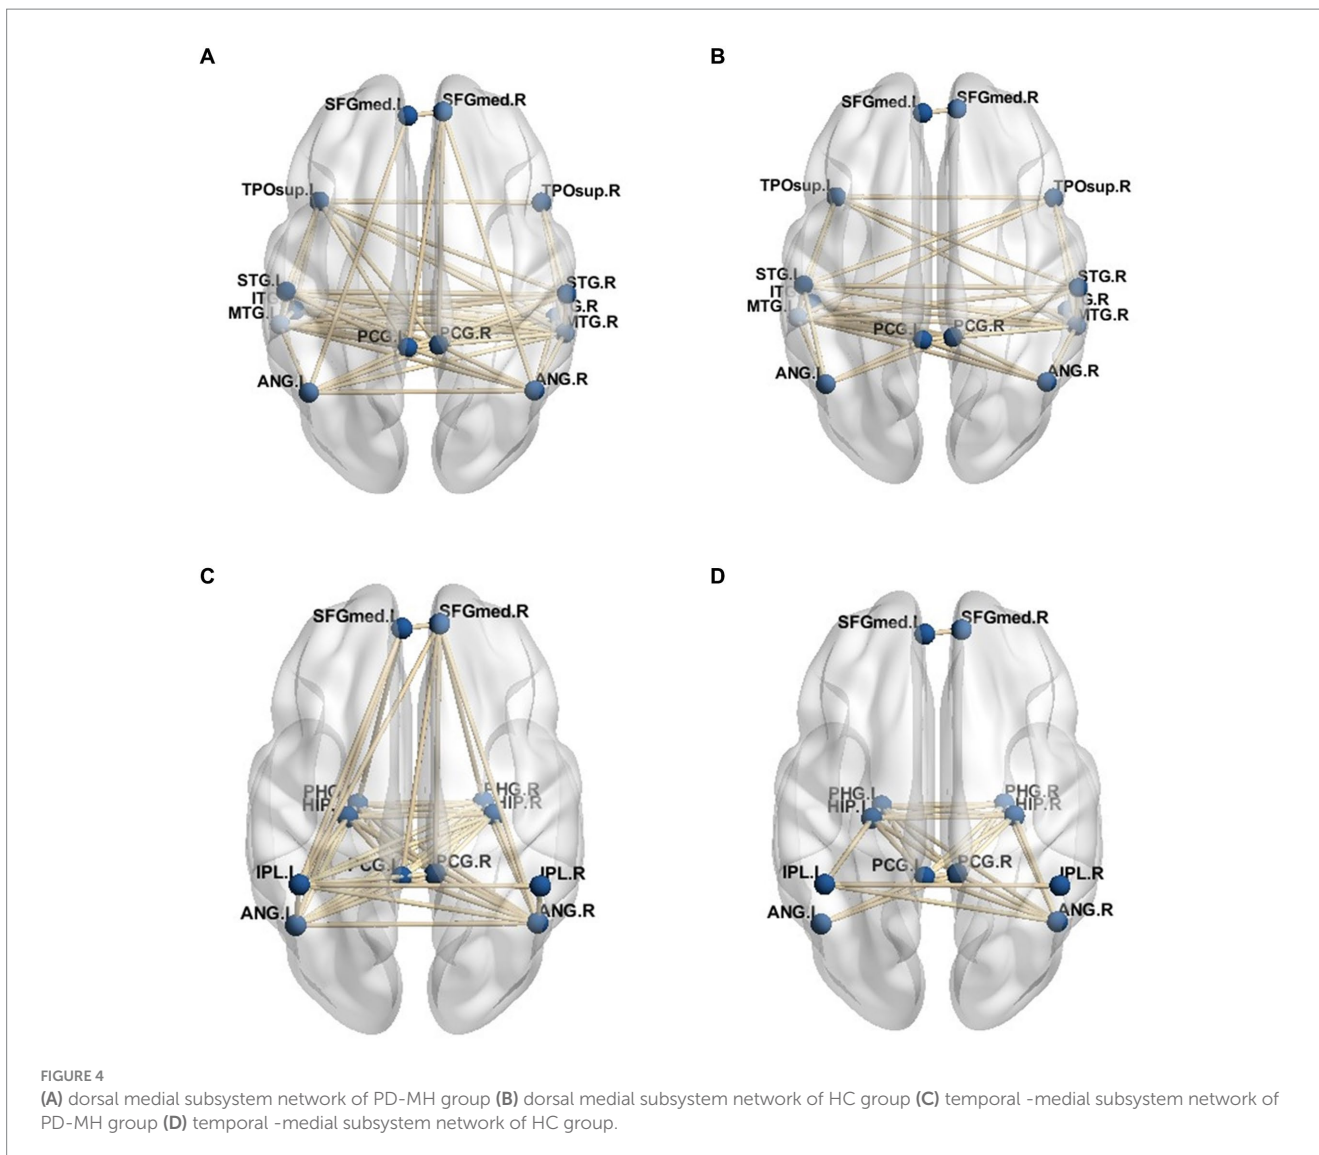 A
B
SFGmed.L SFGmed.R
SFGmed.L SFGmed.R
TPOsup.L TPOsup.R
TPOsup.L TPOsup.R
STG.L STG.R
STG.L STG.R
MTG.L MTG.R
MTG.L MTG.R
PCG.L PCG.R
PCG.L PCG.R
ANG.L ANG.R
ANG.L ANG.R
C
D
SFGmed.L SFGmed.R
SFGmed.L SFGmed.R
PHG.R
PHG.L PHG.R
HIP.L HIP.R
HIP.L HIP.R
PCG.L PCG.R
PCG.L PCG.R
IPL.L IPL.R
IPL.L IPL.R
ANG.L ANG.R
ANG.L ANG.R
FIGURE 4
(A) dorsal medial subsystem network of PD-MH group (B) dorsal medial subsystem network of HC group (C) temporal -medial subsystem network of
PD-MH group (D) temporal -medial subsystem network of HC group.